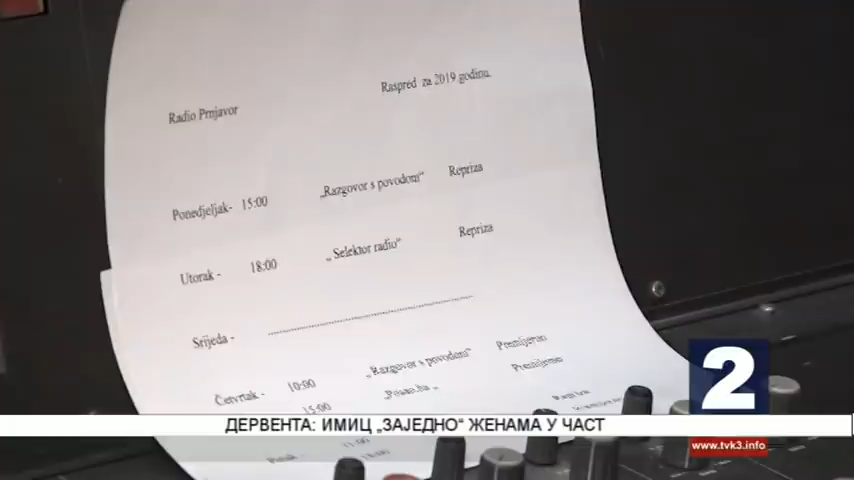 Raspred za 2019 godinu.
Radio Prnjavor
Ponedjeljak- 15:00 „Razgovor s povodom“ Repriza
Utorak - 18:00 „ Selektor radio“ Repriza
Srijeda - ................................................
Četvrtak - 10:00 „Razgovor s povodom“ Premijerno
15:00 Premijerno
2
ДЕРВЕНТА: ИМИЦ „ЗАЈЕДНО“ ЖЕНАМА У ЧАСТ
www.tvk3.info